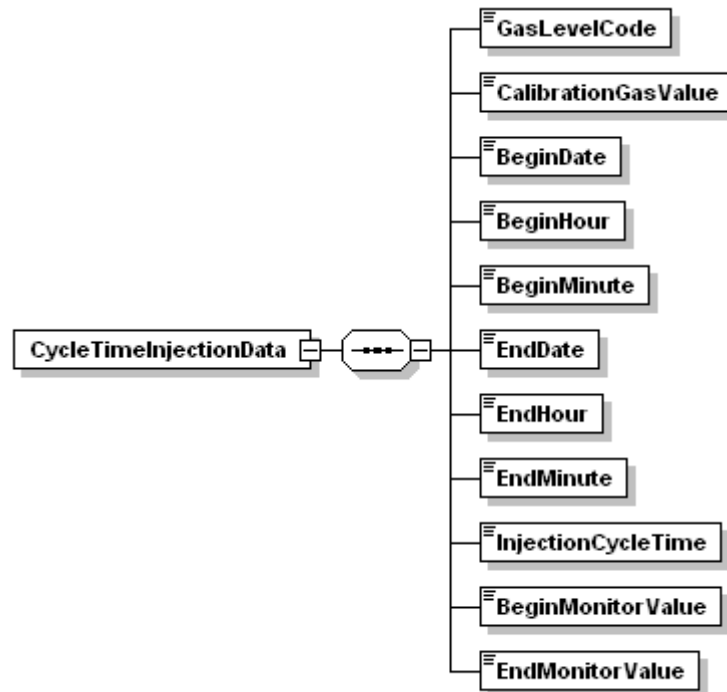 GasLevelCode
CalibrationGasValue
BeginDate
BeginHour
BeginMinute
CycleTimeInjectionData
EndDate
EndHour
EndMinute
InjectionCycleTime
BeginMonitorValue
EndMonitorValue